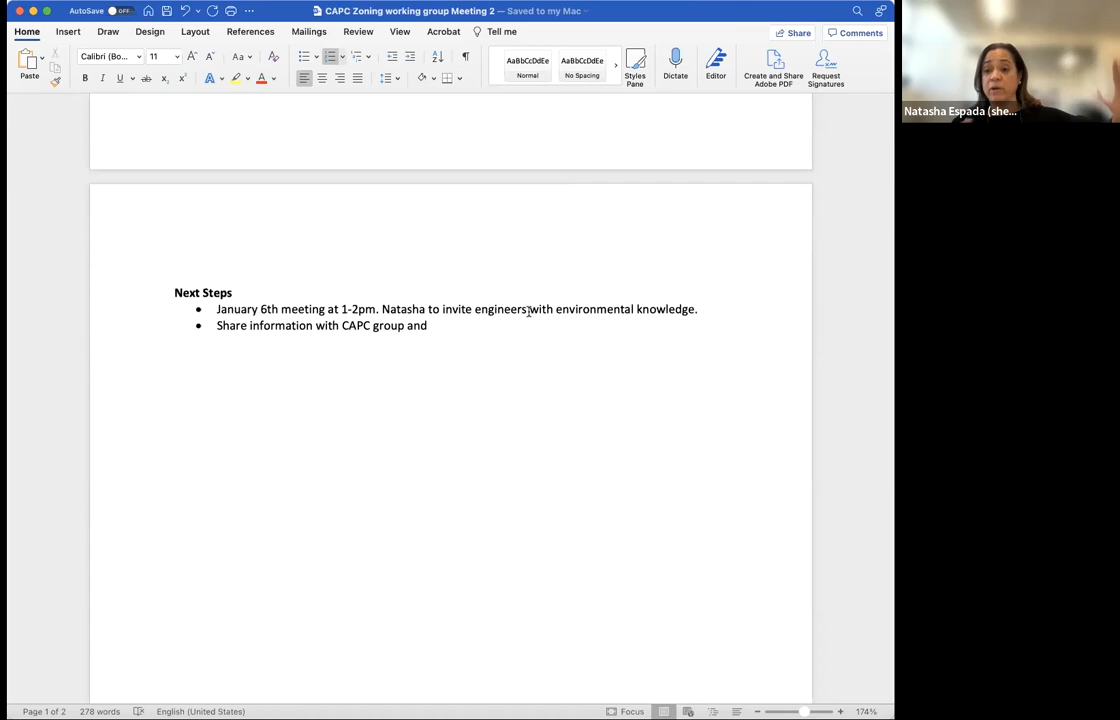 AutoSave OFF
CAPC Zoning working group Meeting 2 — Saved to my Mac
Home Insert Draw Design Layout References Mailings Review View Acrobat Tell me
Share Comments
Paste
Calibri (Bo... 11
AaBbCcDdEe
Normal
AaBbCcDdEe
No Spacing
Styles
Pane
Dictate
Editor
Create and Share
Adobe PDF
Request
Signatures
Natasha Espada (she...
Next Steps
• January 6th meeting at 1-2pm. Natasha to invite engineers with environmental knowledge.
• Share information with CAPC group and
Page 1 of 2 278 words English (United States) Focus 174%